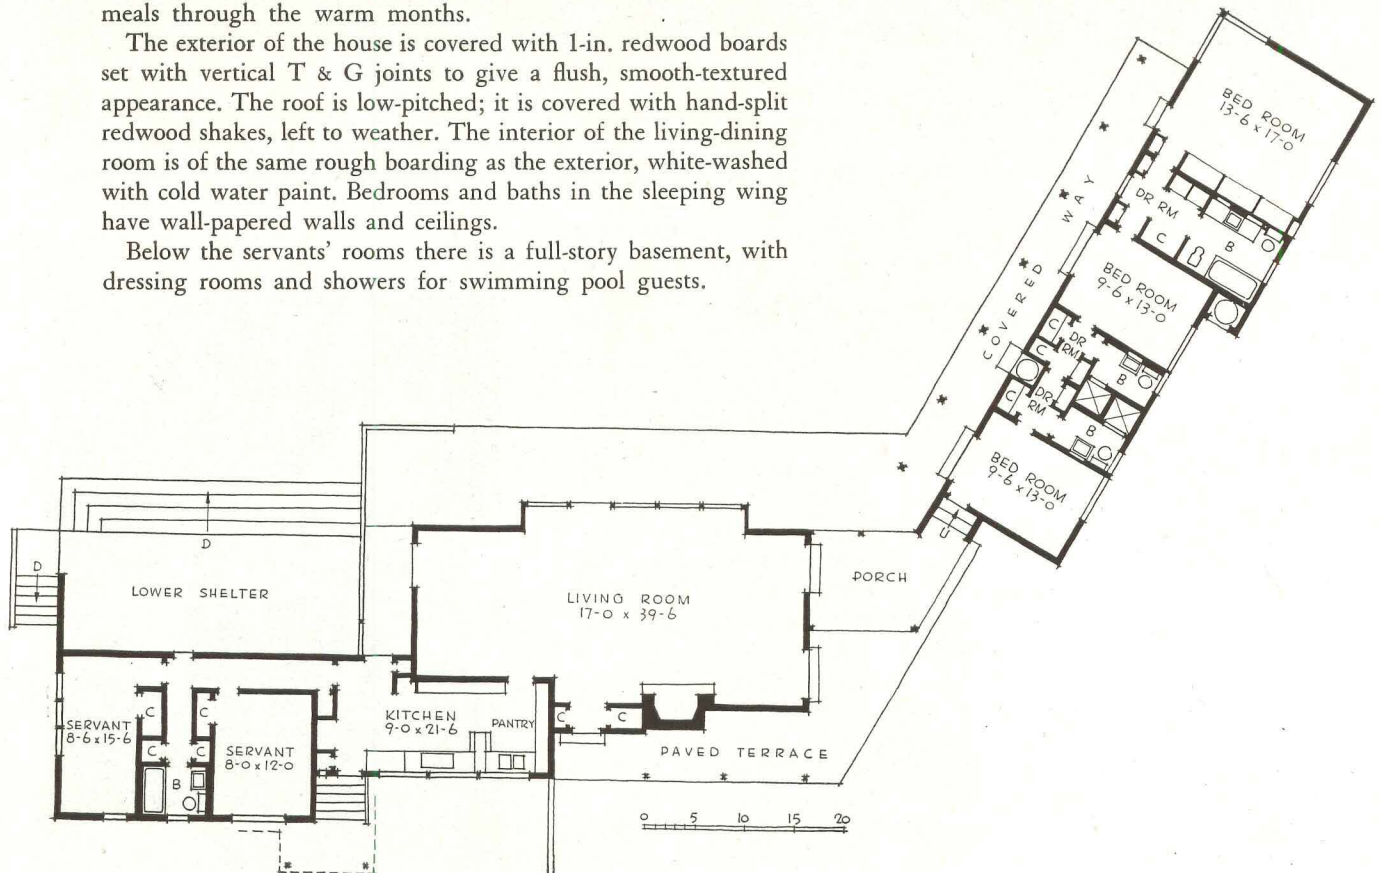 meals through the warm months.
The exterior of the house is covered with 1-in. redwood boards
set with vertical T & G joints to give a flush, smooth-textured
appearance. The roof is low-pitched; it is covered with hand-split
redwood shakes, left to weather. The interior of the living-dining
room is of the same rough boarding as the exterior, white-washed
with cold water paint. Bedrooms and baths in the sleeping wing
have wall-papered walls and ceilings.
Below the servants' rooms there is a full-story basement, with
dressing rooms and showers for swimming pool guests.
BED ROOM
13-6 x 17-0
DR RM
C
B
COVERED WAY
BED ROOM
9-6 x 13-0
C
DR
RM
C
B
C
DR
RM
B
BED ROOM
9-6 x 13-0
U
D
D
LOWER SHELTER
LIVING ROOM
17-0 x 39-6
PORCH
SERVANT
8-6 x 15-6
C
C
C
C
B
SERVANT
8-0 x 12-0
KITCHEN
9-0 x 21-6
PANTRY
C
C
PAVED TERRACE
0 5 10 15 20